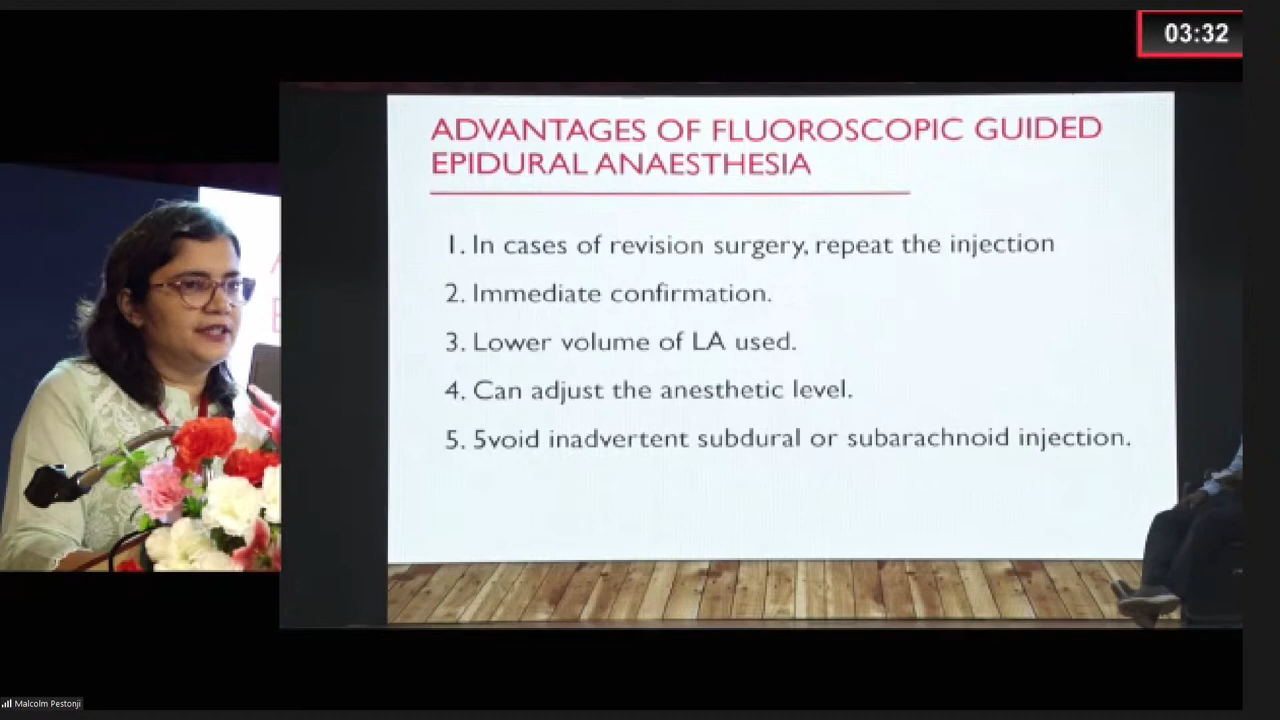 03:32
ADVANTAGES OF FLUOROSCOPIC GUIDED
EPIDURAL ANAESTHESIA
1. In cases of revision surgery, repeat the injection
2. Immediate confirmation.
3. Lower volume of LA used.
4. Can adjust the anesthetic level.
5. 5void inadvertent subdural or subarachnoid injection.
Malcolm Pestonji